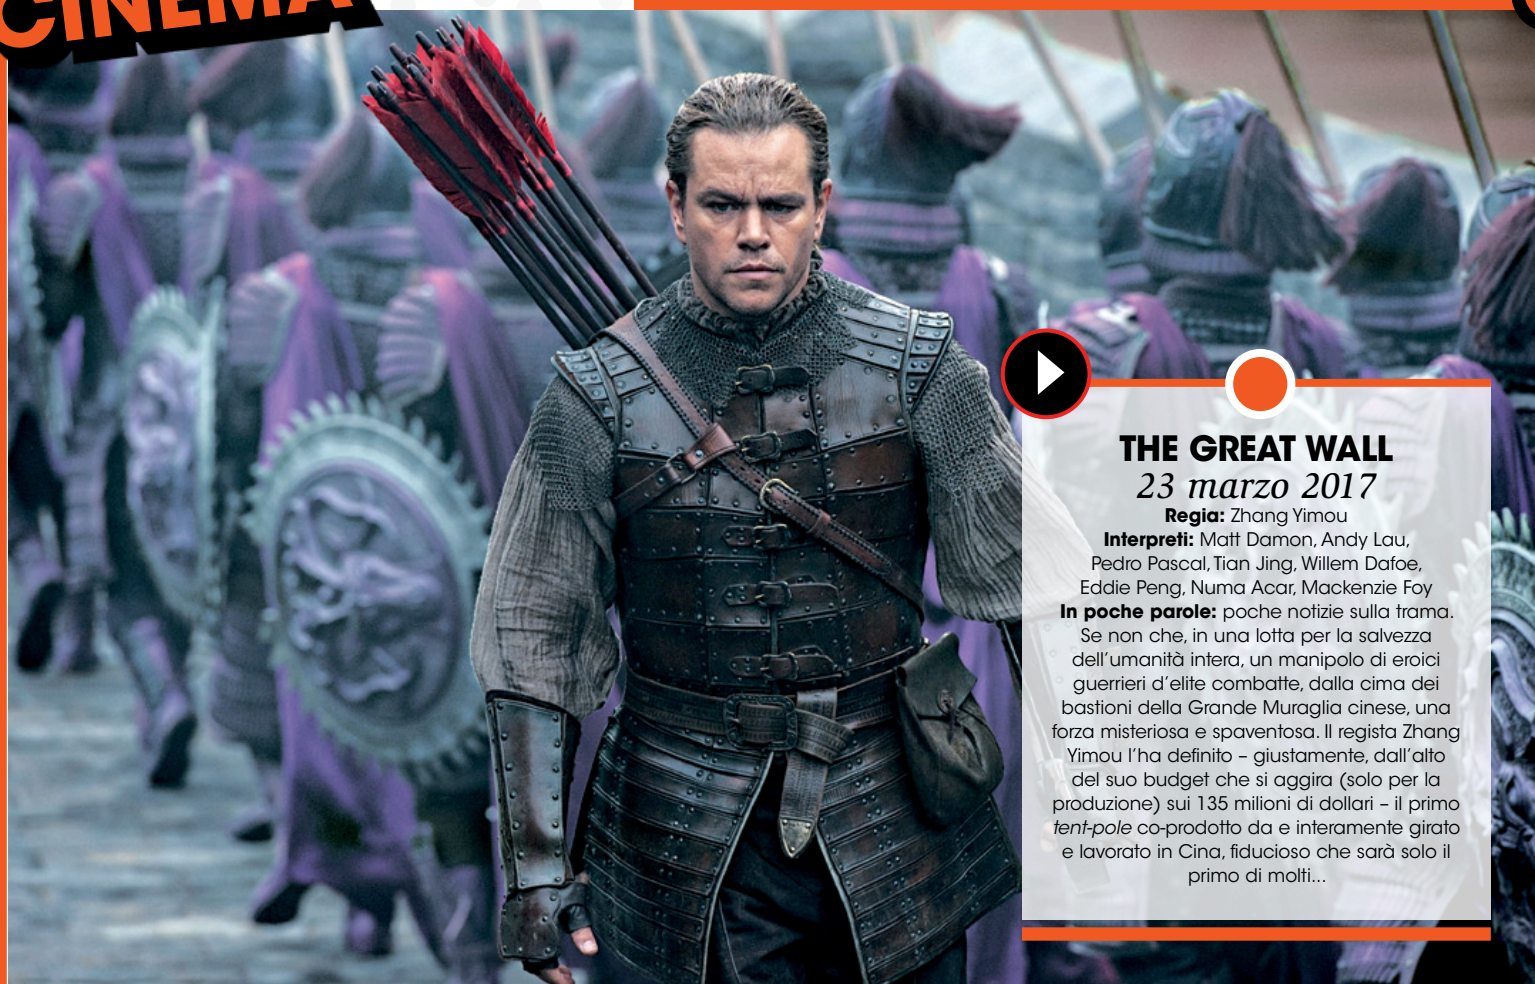 CINEMA
THE GREAT WALL
23 marzo 2017
Regia: Zhang Yimou
Interpreti: Matt Damon, Andy Lau,
Pedro Pascal, Tian Jing, Willem Dafoe,
Eddie Peng, Numa Acar, Mackenzie Foy
In poche parole: poche notizie sulla trama.
Se non che, in una lotta per la salvezza
dell'umanità intera, un manipolo di eroici
guerrieri d'elite combatte, dalla cima dei
bastioni della Grande Muraglia cinese, una
forza misteriosa e spaventosa. Il regista Zhang
Yimou l'ha definito – giustamente, dall'alto
del suo budget che si aggira (solo per la
produzione) sui 135 milioni di dollari – il primo
tent-pole co-prodotto da e interamente girato
e lavorato in Cina, fiducioso che sarà solo il
primo di molti...